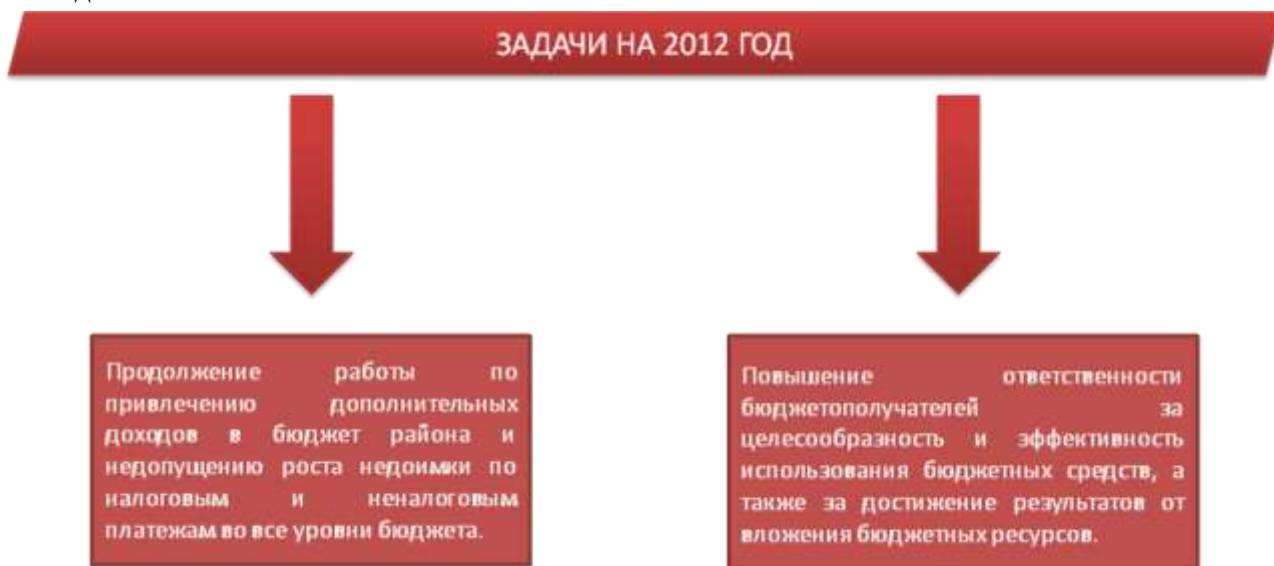 ЗАДАЧИ НА 2012 ГОД
Продолжение работы по
привлечению дополнительных
доходов в бюджет района и
недопущению роста недоимки по
налоговым и неналоговым
платежам во все уровни бюджета.
Повышение ответственности
бюджетополучателей за
целесообразность и эффективность
использования бюджетных средств, а
также за достижение результатов от
вложения бюджетных ресурсов.